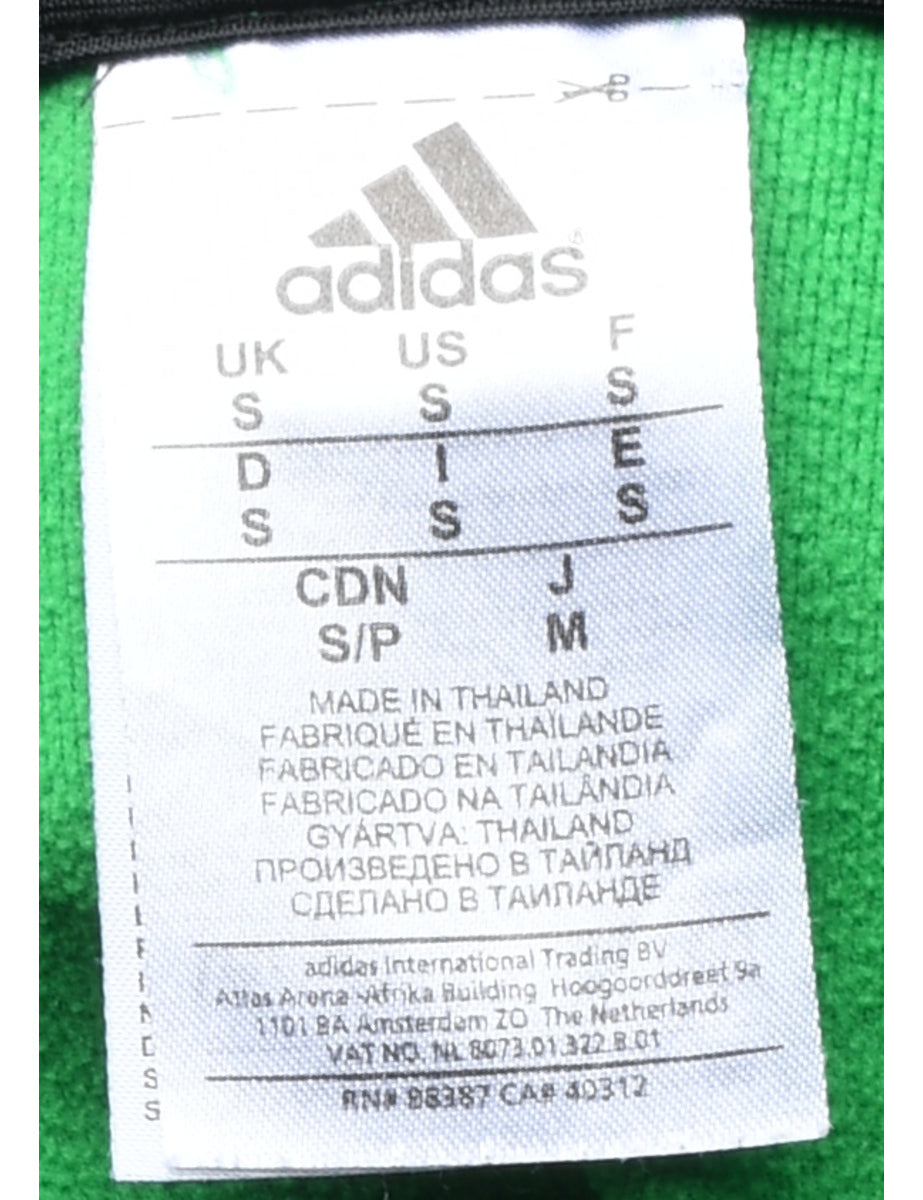 adidas®
UK US F
S S S
D I E
S S S
CDN J
S/P M
MADE IN THAILAND
FABRIQUÉ EN THAÏLANDE
FABRICADO EN TAILANDIA
FABRICADO NA TAILÂNDIA
GYÁRTVA: THAILAND
ПРОИЗВЕДЕНО В ТАЙЛАНД
СДЕЛАНО В ТАИЛАНДЕ
adidas International Trading BV
Atlas Arena -Afrika Building Hoogoorddreef 9a
1101 BA Amsterdam ZO The Netherlands
VAT NO. NL 8073.01.322.B.01
RN# 88387 CA# 40312